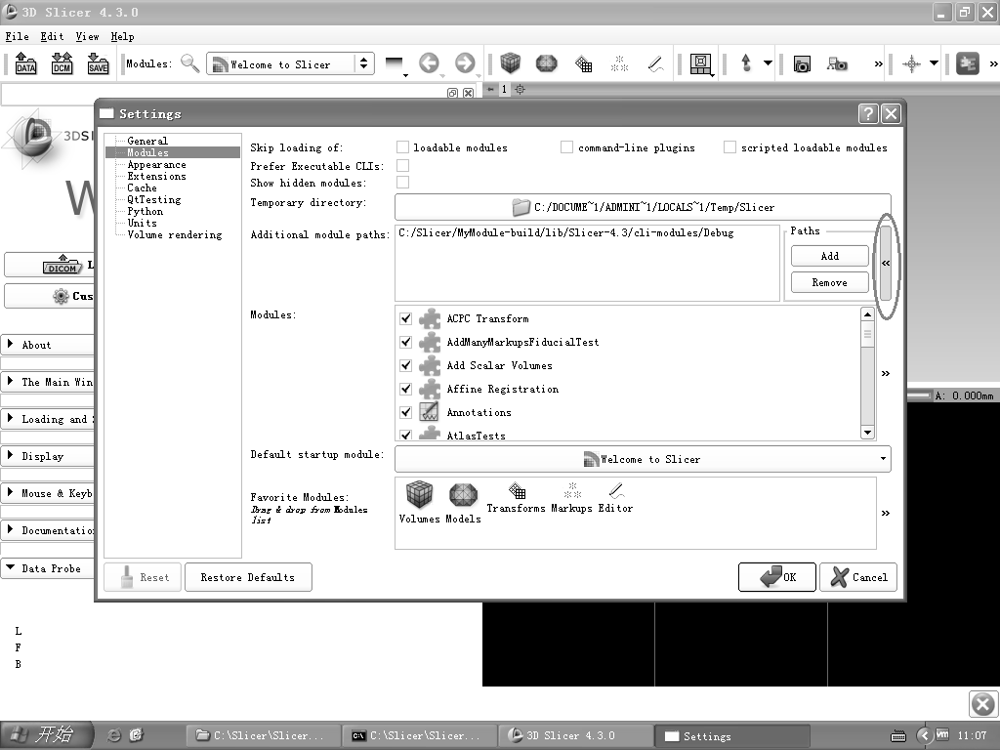 3D Slicer 4.3.0
File Edit View Help
DATA DCM SAVE Modules: Welcome to Slicer
1
Settings
3DSl
W
General
Modules
Appearance
Extensions
Cache
QtTesting
Python
Units
Volume rendering
Skip loading of: loadable modules command-line plugins scripted loadable modules
Prefer Executable CLIs:
Show hidden modules:
Temporary directory: C:/DOCUME~1/ADMINI~1/LOCALS~1/Temp/Slicer
Additional module paths: C:/Slicer/MyModule-build/lib/Slicer-4.3/cli-modules/Debug
Paths
Add
Remove
Modules:
ACPC Transform
AddManyMarkupsFiducialTest
Add Scalar Volumes
Affine Registration
Annotations
AtlasTests
Default startup module: Welcome to Slicer
Favorite Modules:
Drag & drop from Modules
list
Volumes Models Transforms Markups Editor
Reset Restore Defaults OK Cancel
DICOM L
Cus
About
The Main Win
Loading and
Display
Mouse & Keyb
Documentatio
Data Probe
A: 0.000mm
L
F
B
开始 C:\Slicer\Slicer... C:\Slicer\Slicer... 3D Slicer 4.3.0 Settings vm 11:07